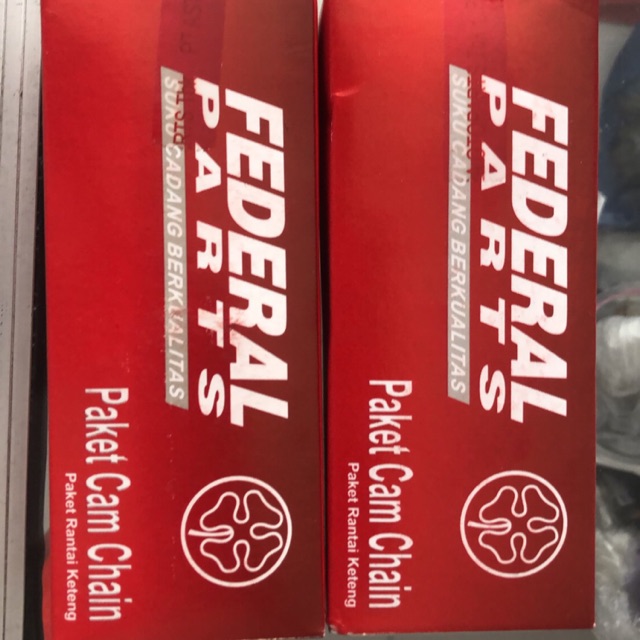 FEDERAL
PARTS
SUKU CADANG BERKUALITAS
Paket Cam Chain
Paket Rantai Keteng
FEDERAL
PARTS
SUKU CADANG BERKUALITAS
Paket Cam Chain
Paket Rantai Keteng